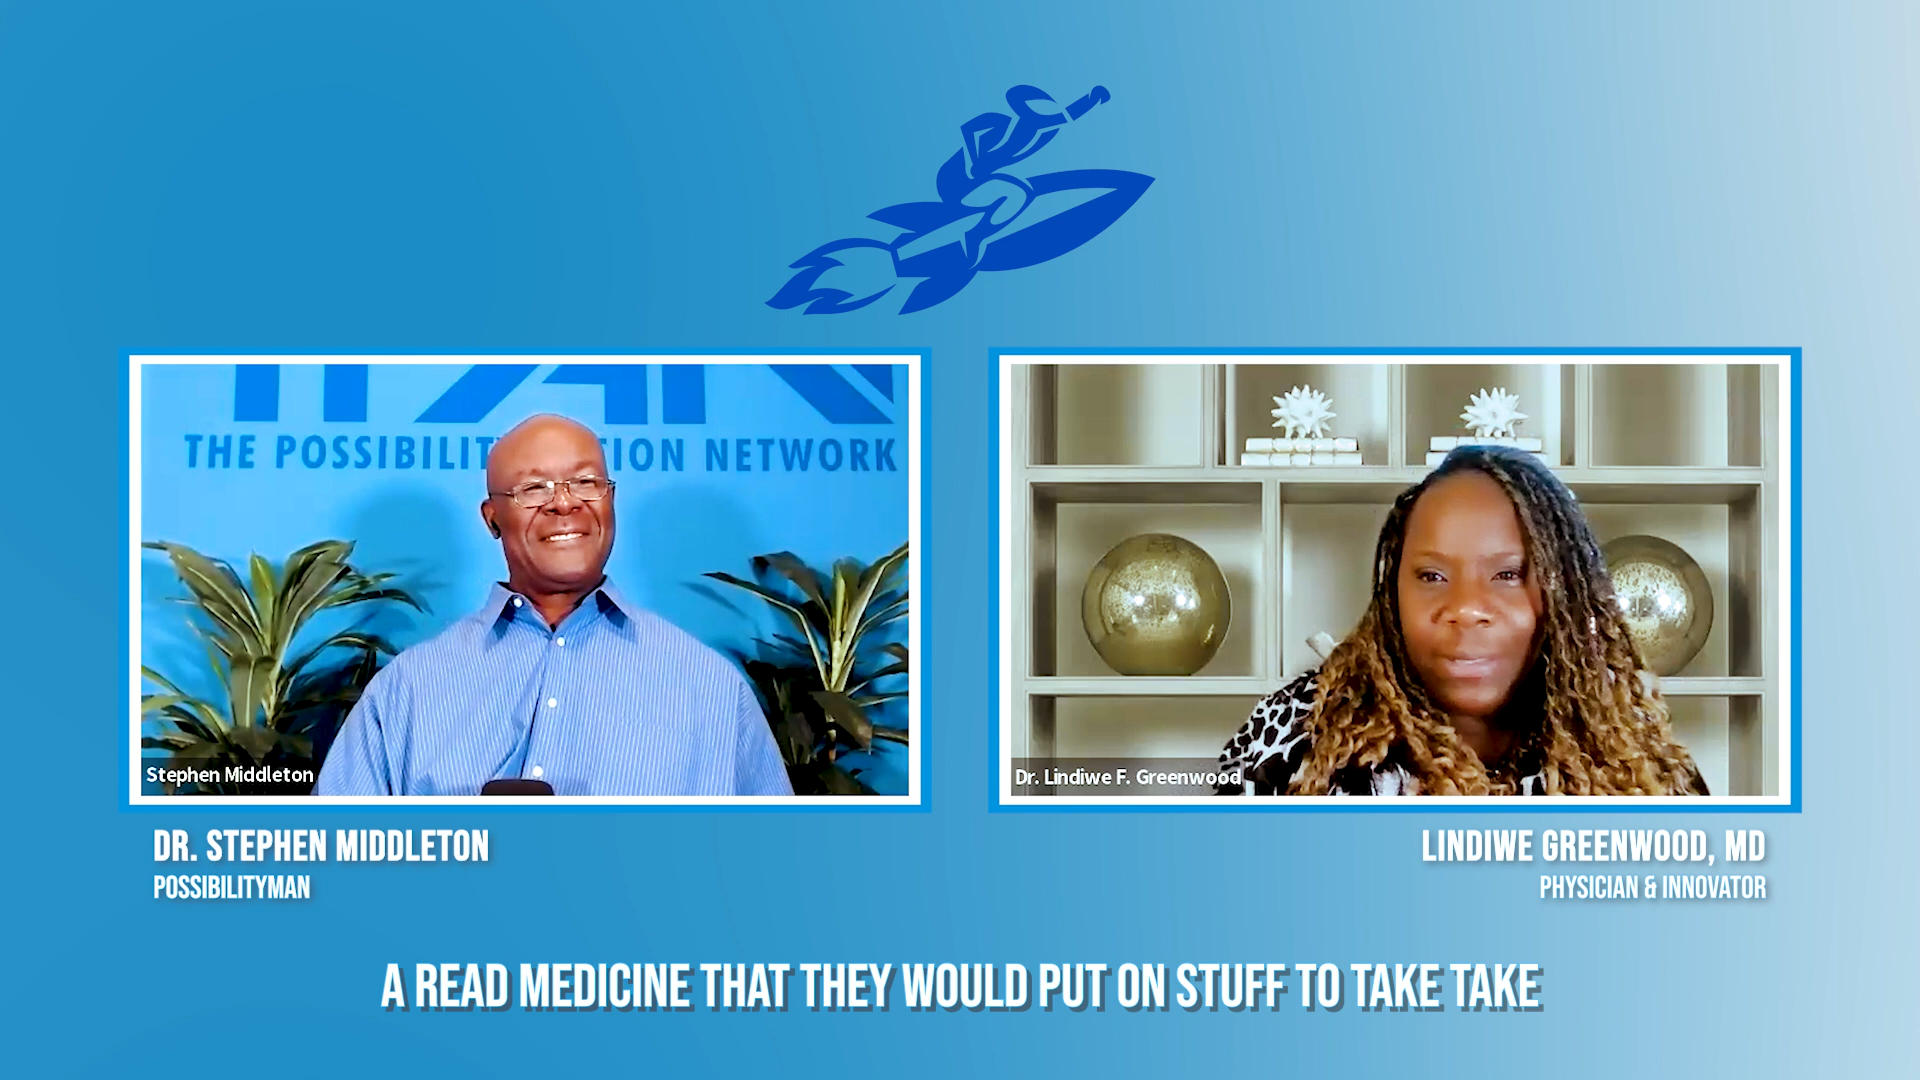 THE POSSIBILIT ION NETWORK
Stephen Middleton
Dr. Lindiwe F. Greenwood
DR. STEPHEN MIDDLETON
POSSIBILITYMAN
LINDIWE GREENWOOD, MD
PHYSICIAN & INNOVATOR
A READ MEDICINE THAT THEY WOULD PUT ON STUFF TO TAKE TAKE